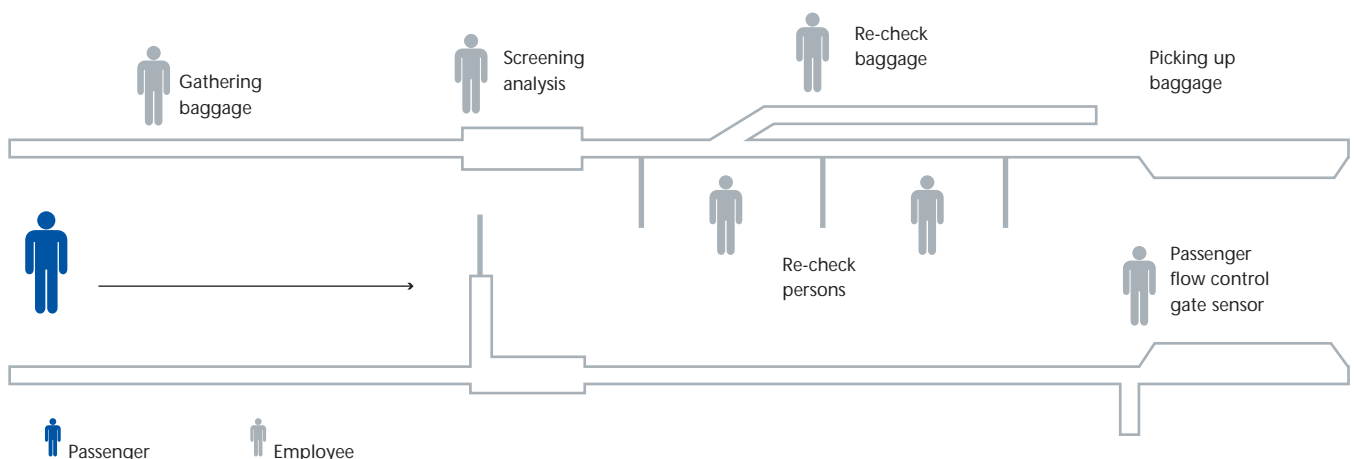 Gathering
baggage
Screening
analysis
Re-check
baggage
Picking up
baggage
Re-check
persons
Passenger
flow control
gate sensor
Passenger
Employee